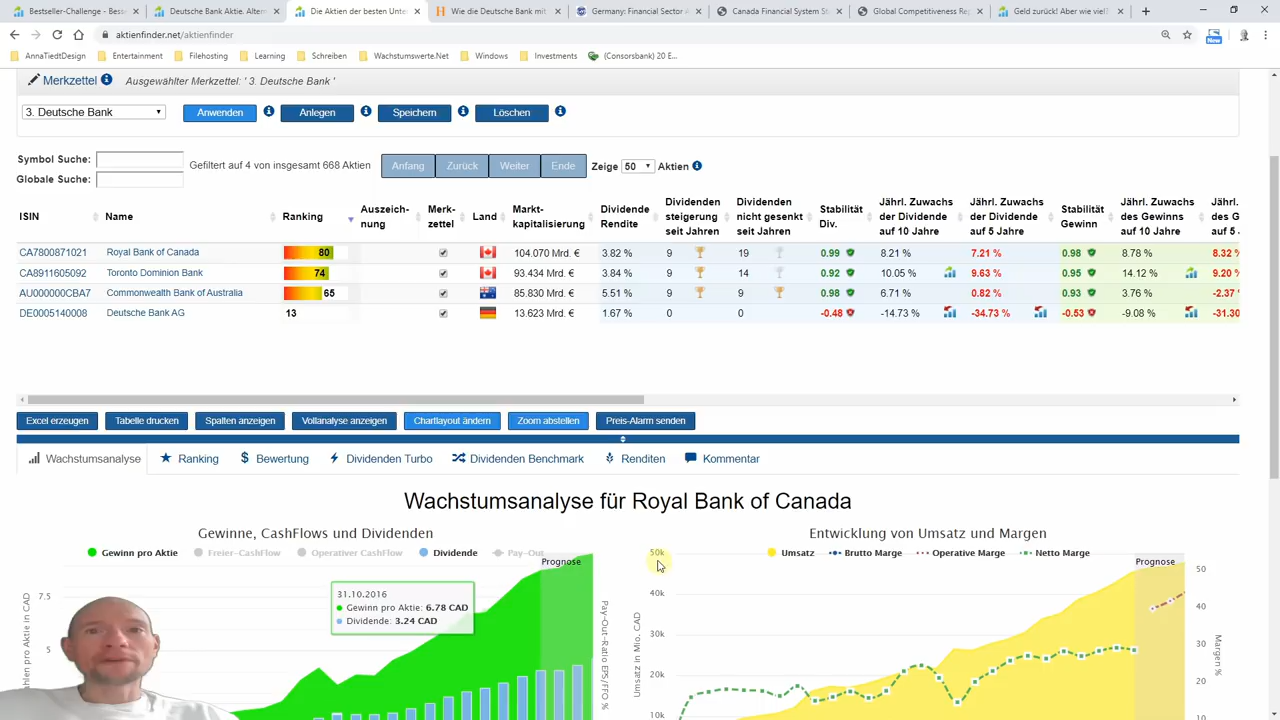 Bestseller-Challenge - Bes
Deutsche Bank Aktie. Altern
Die Aktien der besten Unte
Wie die Deutsche Bank mit
Germany: Financial Sector A
Canada Financial System St
Global Competitiveness Re
Geld zurück! Aber wie viel?
aktienfinder.net/aktienfinder
New
AnnaTiedtDesign
Entertainment
Filehosting
Learning
Schreiben
Wachstumswerte.Net
Windows
Investments
(Consorsbank) 20 E...
Merkzettel
Ausgewählter Merkzettel: ' 3. Deutsche Bank '
3. Deutsche Bank
Anwenden
Anlegen
Speichern
Löschen
Symbol Suche:
Globale Suche:
Gefiltert auf 4 von insgesamt 668 Aktien
Anfang
Zurück
Weiter
Ende
Zeige 50 Aktien
ISIN
Name
Ranking
Auszeich-
nung
Merk-
zettel
Land
Markt-
kapitalisierung
Dividende
Rendite
Dividenden
steigerung
seit Jahren
Dividenden
nicht gesenkt
seit Jahren
Stabilität
Div.
Jährl. Zuwachs
der Dividende
auf 10 Jahre
Jährl. Zuwachs
der Dividende
auf 5 Jahre
Stabilität
Gewinn
Jährl. Zuwachs
des Gewinns
auf 10 Jahre
Jährl.
des G
auf 5
CA7800871021 Royal Bank of Canada 80 104.070 Mrd. € 3.82 % 9 19 0.99 8.21 % 7.21 % 0.98 8.78 % 8.32 %
CA8911605092 Toronto Dominion Bank 74 93.434 Mrd. € 3.84 % 9 14 0.92 10.05 % 9.63 % 0.95 14.12 % 9.20 %
AU000000CBA7 Commonwealth Bank of Australia 65 85.830 Mrd. € 5.51 % 9 9 0.98 6.71 % 0.82 % 0.93 3.76 % -2.37
DE0005140008 Deutsche Bank AG 13 13.623 Mrd. € 1.67 % 0 0 -0.48 -14.73 % -34.73 % -0.53 -9.08 % -31.30
Excel erzeugen
Tabelle drucken
Spalten anzeigen
Vollanalyse anzeigen
Chartlayout ändern
Zoom abstellen
Preis-Alarm senden
Wachstumsanalyse
Ranking
Bewertung
Dividenden Turbo
Dividenden Benchmark
Renditen
Kommentar
Wachstumsanalyse für Royal Bank of Canada
Gewinne, CashFlows und Dividenden
Gewinn pro Aktie
Freier-CashFlow
Operativer CashFlow
Dividende
Pay-Out
Prognose
31.10.2016
Gewinn pro Aktie: 6.78 CAD
Dividende: 3.24 CAD
7.5
5
hlen pro Aktie in CAD
Pay-Out-Ratio EPS/FFO %
Entwicklung von Umsatz und Margen
Umsatz
Brutto Marge
Operative Marge
Netto Marge
Prognose
50k
40k
30k
20k
10k
Umsatz in Mio. CAD
50
40
30
20
10
Margen %